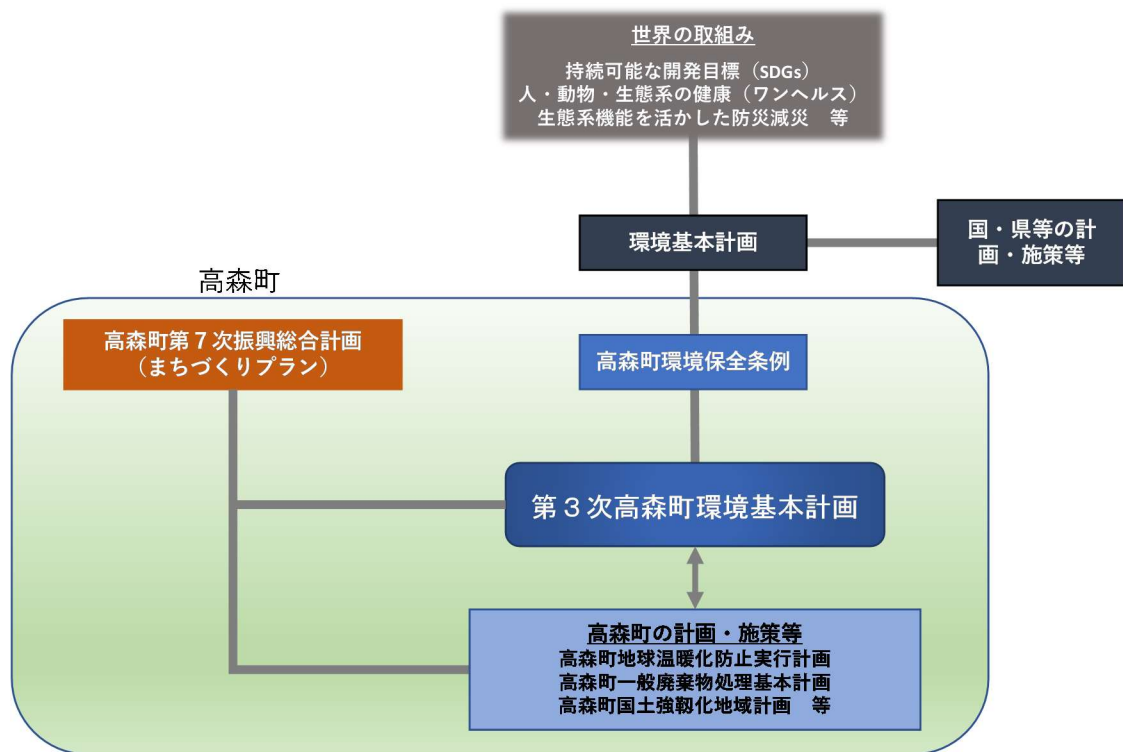 世界の取組み
持続可能な開発目標（SDGs）
人・動物・生態系の健康（ワンヘルス）
生態系機能を活かした防災減災　等
環境基本計画
国・県等の計
画・施策等
高森町
高森町第７次振興総合計画
（まちづくりプラン）
高森町環境保全条例
第３次高森町環境基本計画
高森町の計画・施策等
高森町地球温暖化防止実行計画
高森町一般廃棄物処理基本計画
高森町国土強靱化地域計画　等